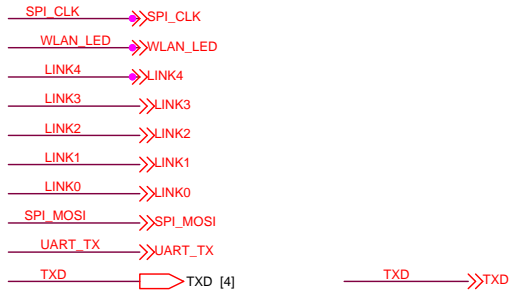 SPI_CLK SPI_CLK
WLAN_LED WLAN_LED
LINK4 LINK4
LINK3 LINK3
LINK2 LINK2
LINK1 LINK1
LINK0 LINK0
SPI_MOSI SPI_MOSI
UART_TX UART_TX
TXD TXD [4] TXD TXD